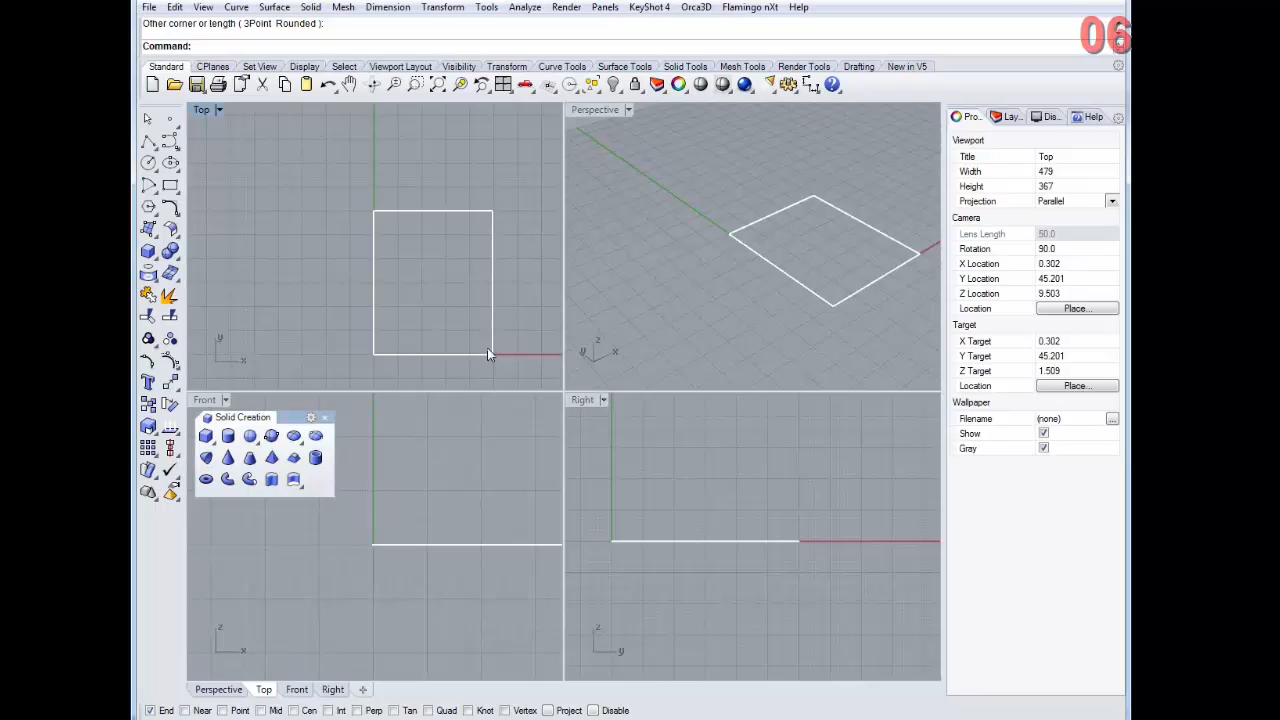 File Edit View Curve Surface Solid Mesh Dimension Transform Tools Analyze Render Panels KeyShot 4 Orca3D Flamingo nXt Help
Other corner or length ( 3Point Rounded ):
06
Command:
Standard CPlanes Set View Display Select Viewport Layout Visibility Transform Curve Tools Surface Tools Solid Tools Mesh Tools Render Tools Drafting New in V5
Top
Perspective
Pro... Lay... Dis... Help
Viewport
Title Top
Width 479
Height 367
Projection Parallel
Camera
Lens Length 50.0
Rotation 90.0
X Location 0.302
Y Location 45.201
Z Location 9.503
Location Place...
Target
X Target 0.302
Y Target 45.201
Z Target 1.509
Location Place...
Wallpaper
Filename (none) ...
Show
Gray
y
x
z
y x
Front
Right
Solid Creation
z
x
z
y
Perspective Top Front Right
End Near Point Mid Cen Int Perp Tan Quad Knot Vertex Project Disable